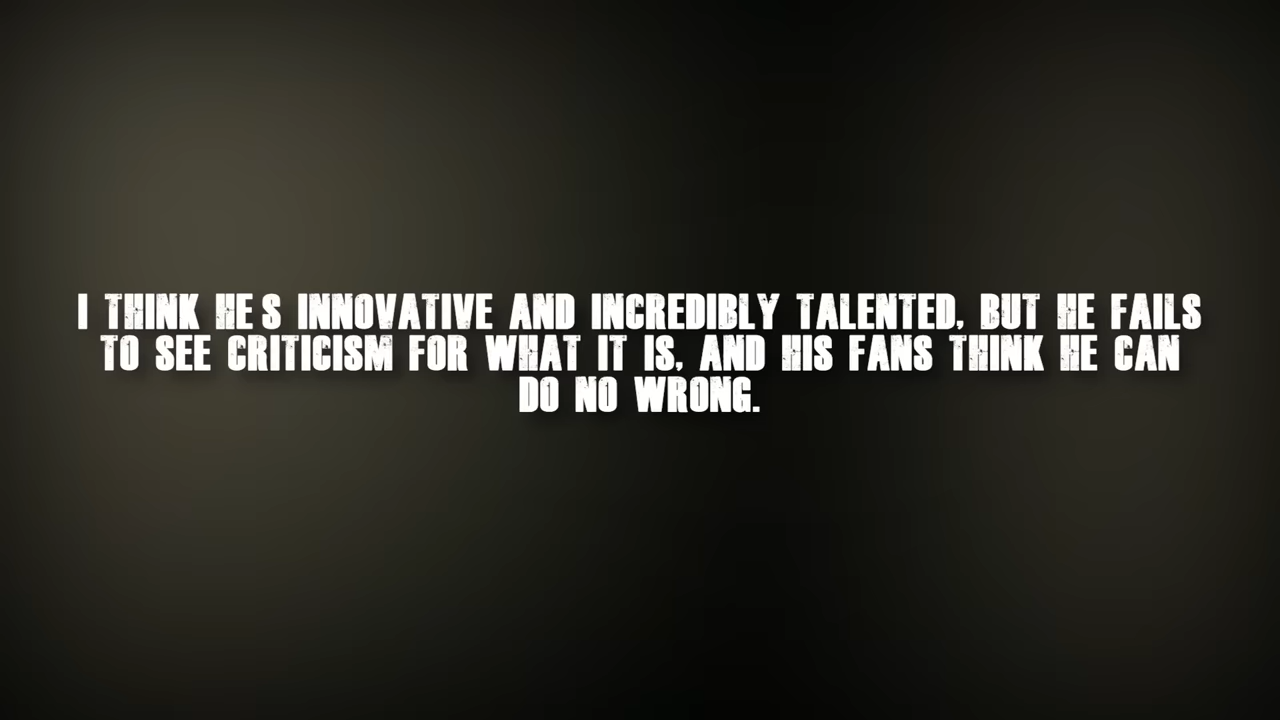 I THINK HE S INNOVATIVE AND INCREDIBLY TALENTED, BUT HE FAILS
TO SEE CRITICISM FOR WHAT IT IS, AND HIS FANS THINK HE CAN
DO NO WRONG.